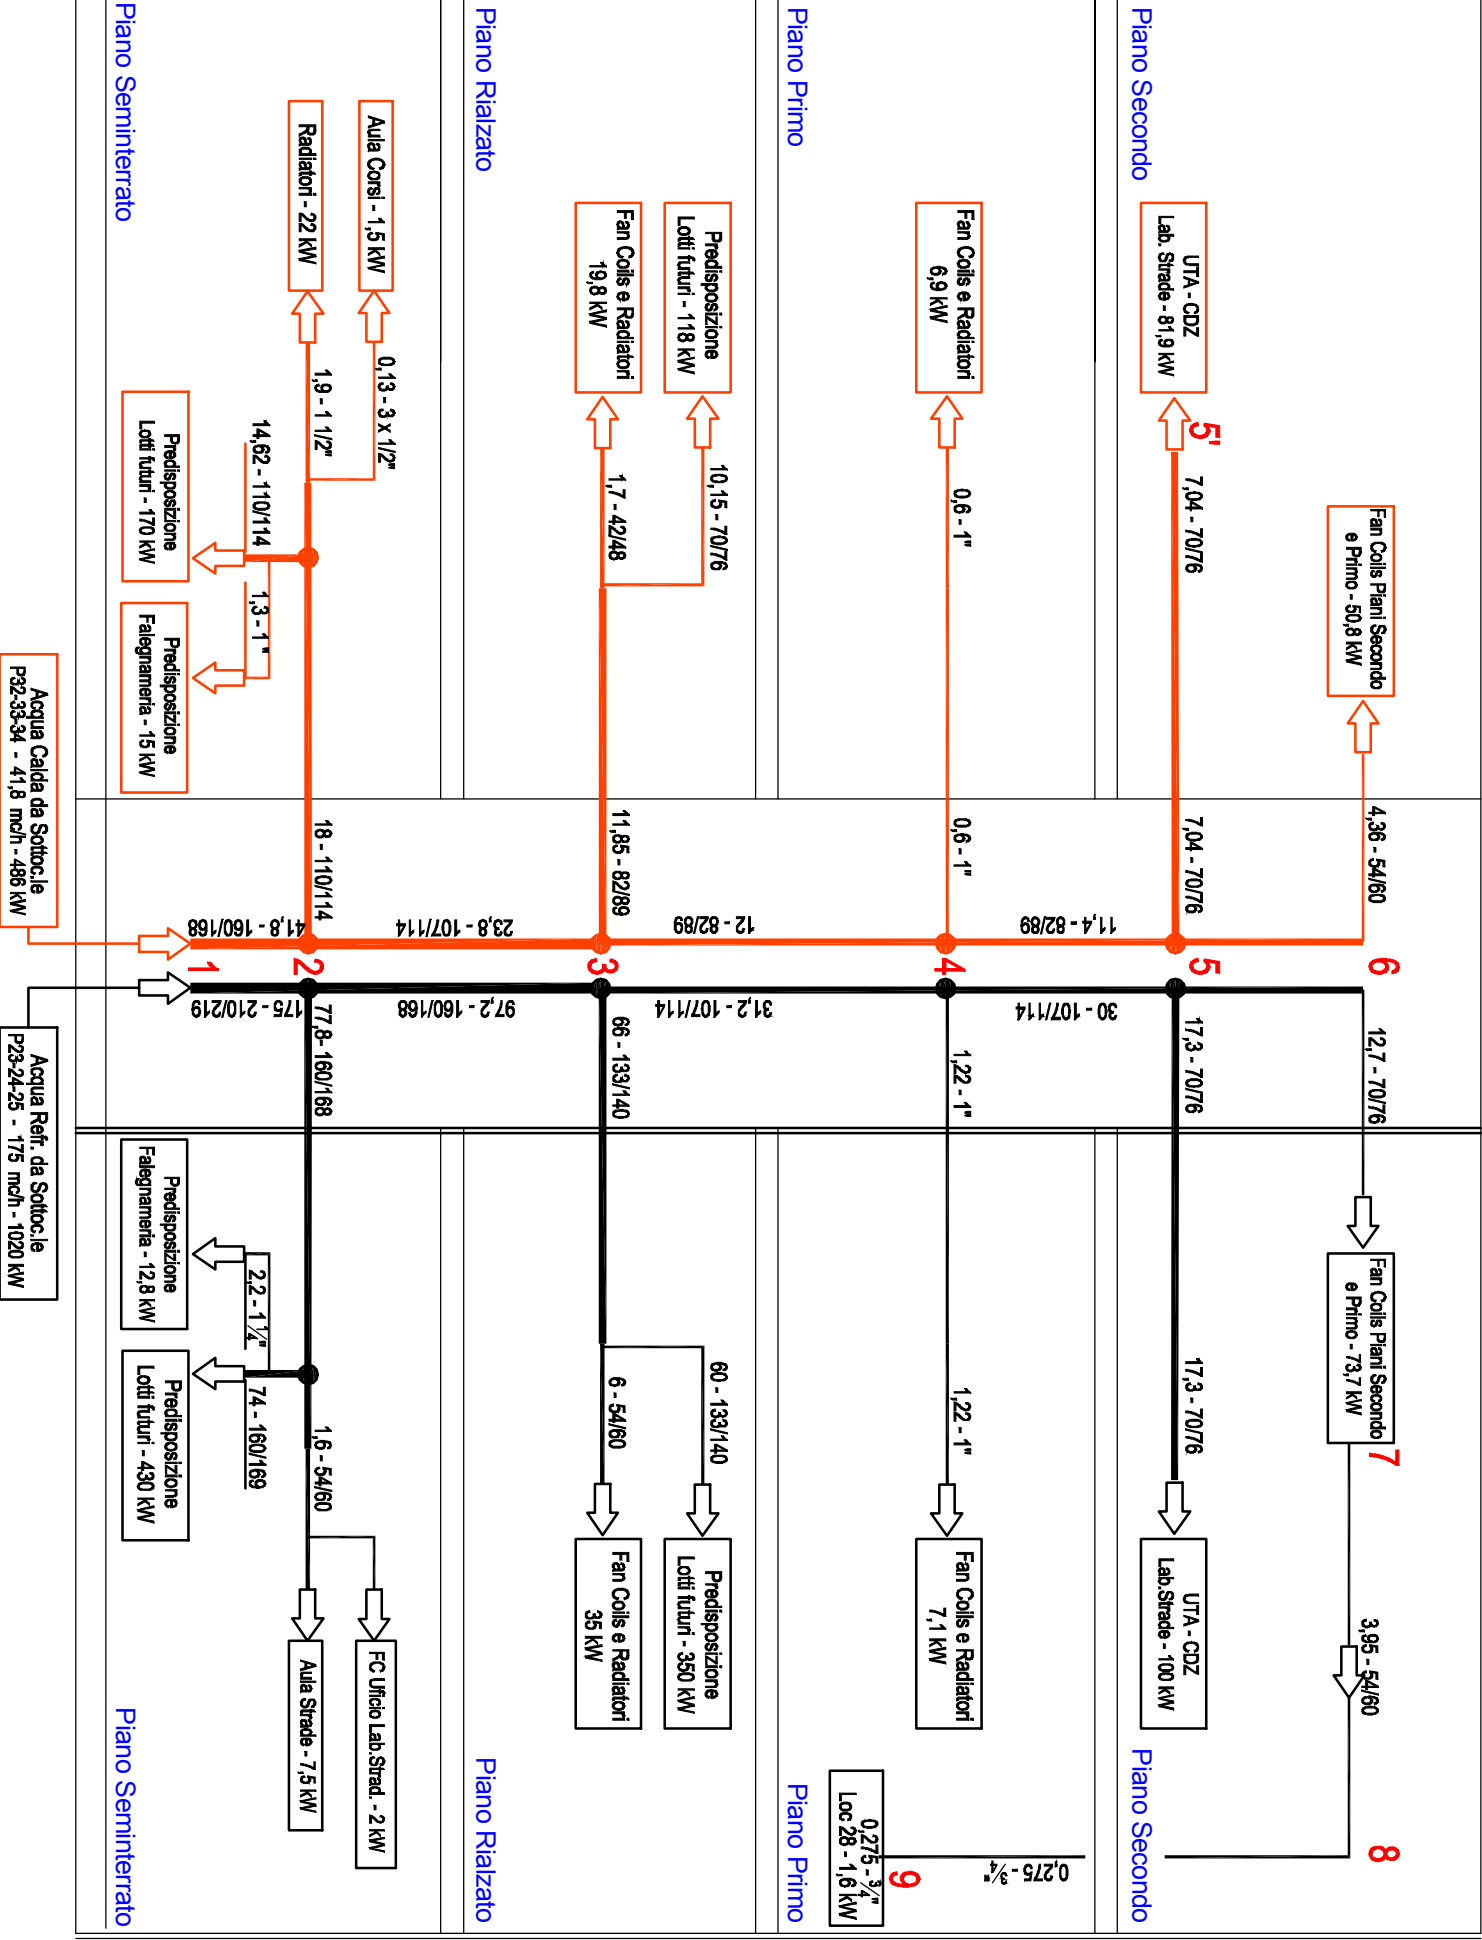 Piano Secondo
Fan Coils Piani Secondo
e Primo - 50,8 kW
4,36 - 54/60
6
12,7 - 70/76
Fan Coils Piani Secondo
e Primo - 73,7 kW
7
3,95 - 54/60
8
UTA - CDZ
Lab. Strade - 81,9 kW
5'
7,04 - 70/76
7,04 - 70/76
11,4 - 82/89
5
30 - 107/114
17,3 - 70/76
17,3 - 70/76
UTA - CDZ
Lab.Strade - 100 kW
Piano Secondo
Piano Primo
Fan Coils e Radiatori
6,9 kW
0,6 - 1"
0,6 - 1"
12 - 82/89
4
31,2 - 107/114
1,22 - 1"
1,22 - 1"
Fan Coils e Radiatori
7,1 kW
0,275 - ¾"
9
0,275 - ¾"
Loc 28 - 1,6 kW
Piano Primo
Piano Rialzato
Predisposizione
Lotti futuri - 118 kW
10,15 - 70/76
Fan Coils e Radiatori
19,8 kW
1,7 - 42/48
11,85 - 82/89
23,8 - 107/114
3
97,2 - 160/168
66 - 133/140
60 - 133/140
Predisposizione
Lotti futuri - 350 kW
6 - 54/60
Fan Coils e Radiatori
35 kW
Piano Rialzato
Piano Seminterrato
Aula Corsi - 1,5 kW
0,13 - 3 x 1/2"
Radiatori - 22 kW
1,9 - 1 1/2"
18 - 110/114
41,8 - 160/168
2
175 - 210/219
77,8- 160/168
1,6 - 54/60
FC Uficio Lab.Strad. - 2 kW
Aula Strade - 7,5 kW
14,62 - 110/114
1,3 - 1 "
Predisposizione
Lotti futuri - 170 kW
Predisposizione
Falegnameria - 15 kW
1
2,2 - 1 ¼"
74 - 160/169
Predisposizione
Falegnameria - 12,8 kW
Predisposizione
Lotti futuri - 430 kW
Piano Seminterrato
Acqua Calda da Sottoc.le
P32-33-34 - 41,8 mc/h - 486 kW
Acqua Refr. da Sottoc.le
P23-24-25 - 175 mc/h - 1020 kW